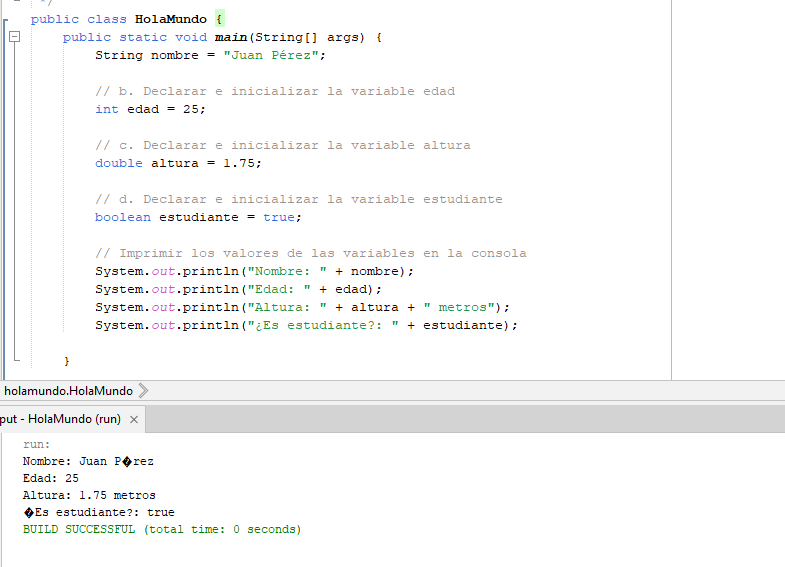 */
public class HolaMundo {
public static void main(String[] args) {
String nombre = "Juan Pérez";
// b. Declarar e inicializar la variable edad
int edad = 25;
// c. Declarar e inicializar la variable altura
double altura = 1.75;
// d. Declarar e inicializar la variable estudiante
boolean estudiante = true;
// Imprimir los valores de las variables en la consola
System.out.println("Nombre: " + nombre);
System.out.println("Edad: " + edad);
System.out.println("Altura: " + altura + " metros");
System.out.println("¿Es estudiante?: " + estudiante);
}
holamundo.HolaMundo
put - HolaMundo (run)
run:
Nombre: Juan P�rez
Edad: 25
Altura: 1.75 metros
�Es estudiante?: true
BUILD SUCCESSFUL (total time: 0 seconds)